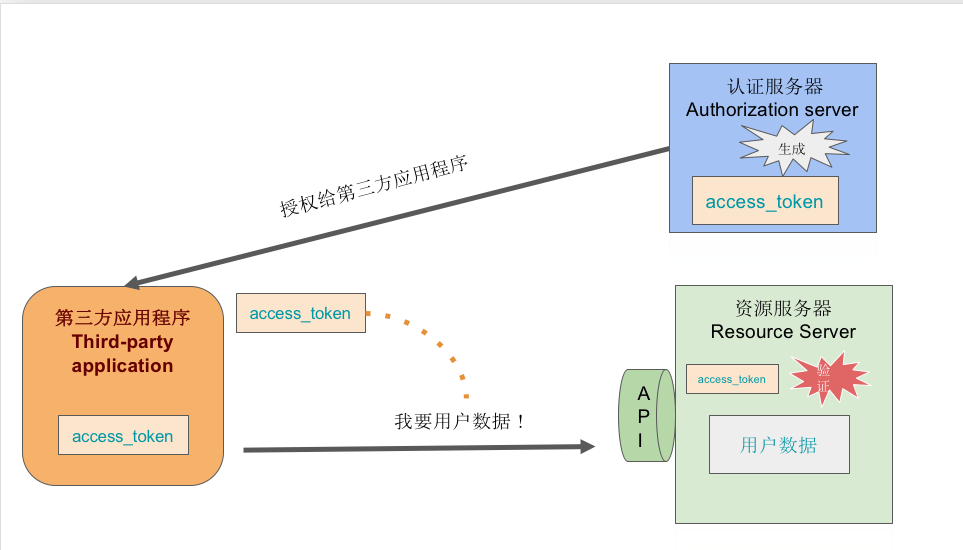 认证服务器
Authorization server
生成
access_token
授权给第三方应用程序
第三方应用程序
Third-party
application
access_token
access_token
我要用户数据！
A
P
I
资源服务器
Resource Server
access_token
验
证
用户数据